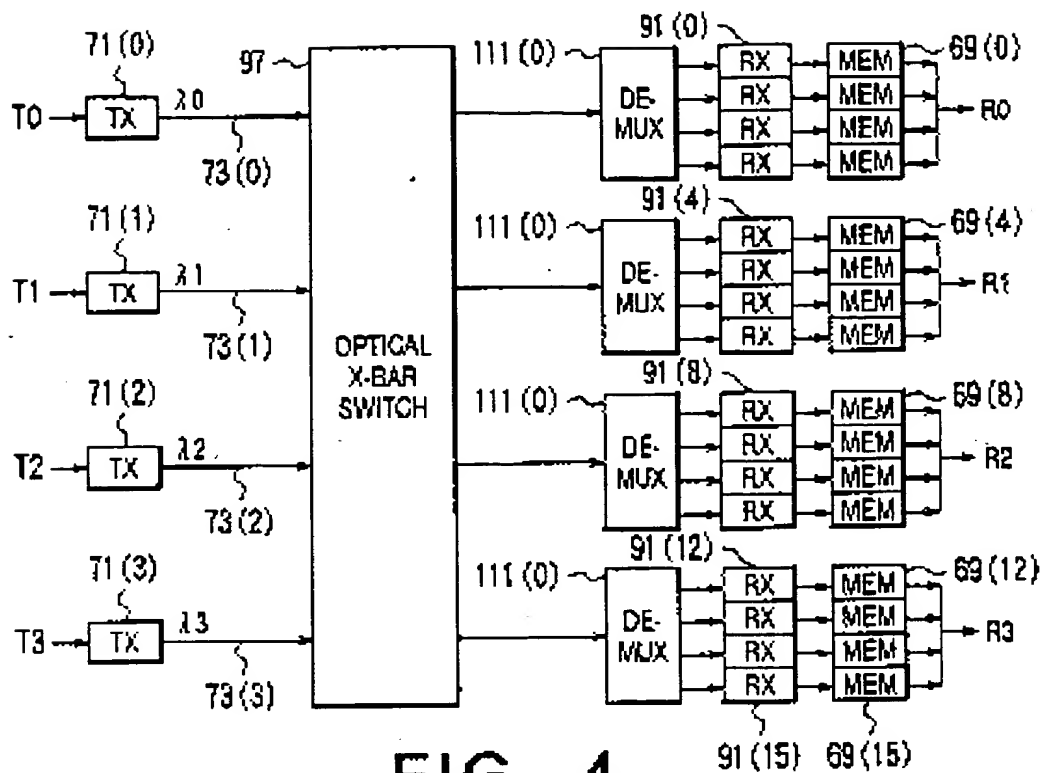 71(0)
97
111(0)
91(0)
69(0)
T0
TX
λ0
73(0)
DE-
MUX
RX
MEM
RX
MEM
RX
MEM
RX
MEM
R0
71(1)
111(0)
91(4)
69(4)
T1
TX
λ1
73(1)
DE-
MUX
RX
MEM
RX
MEM
RX
MEM
RX
MEM
R1
OPTICAL
X-BAR
SWITCH
71(2)
111(0)
91(8)
69(8)
T2
TX
λ2
73(2)
DE-
MUX
RX
MEM
RX
MEM
RX
MEM
RX
MEM
R2
71(3)
111(0)
91(12)
69(12)
T3
TX
λ3
73(3)
DE-
MUX
RX
MEM
RX
MEM
RX
MEM
RX
MEM
R3
91(15)
69(15)